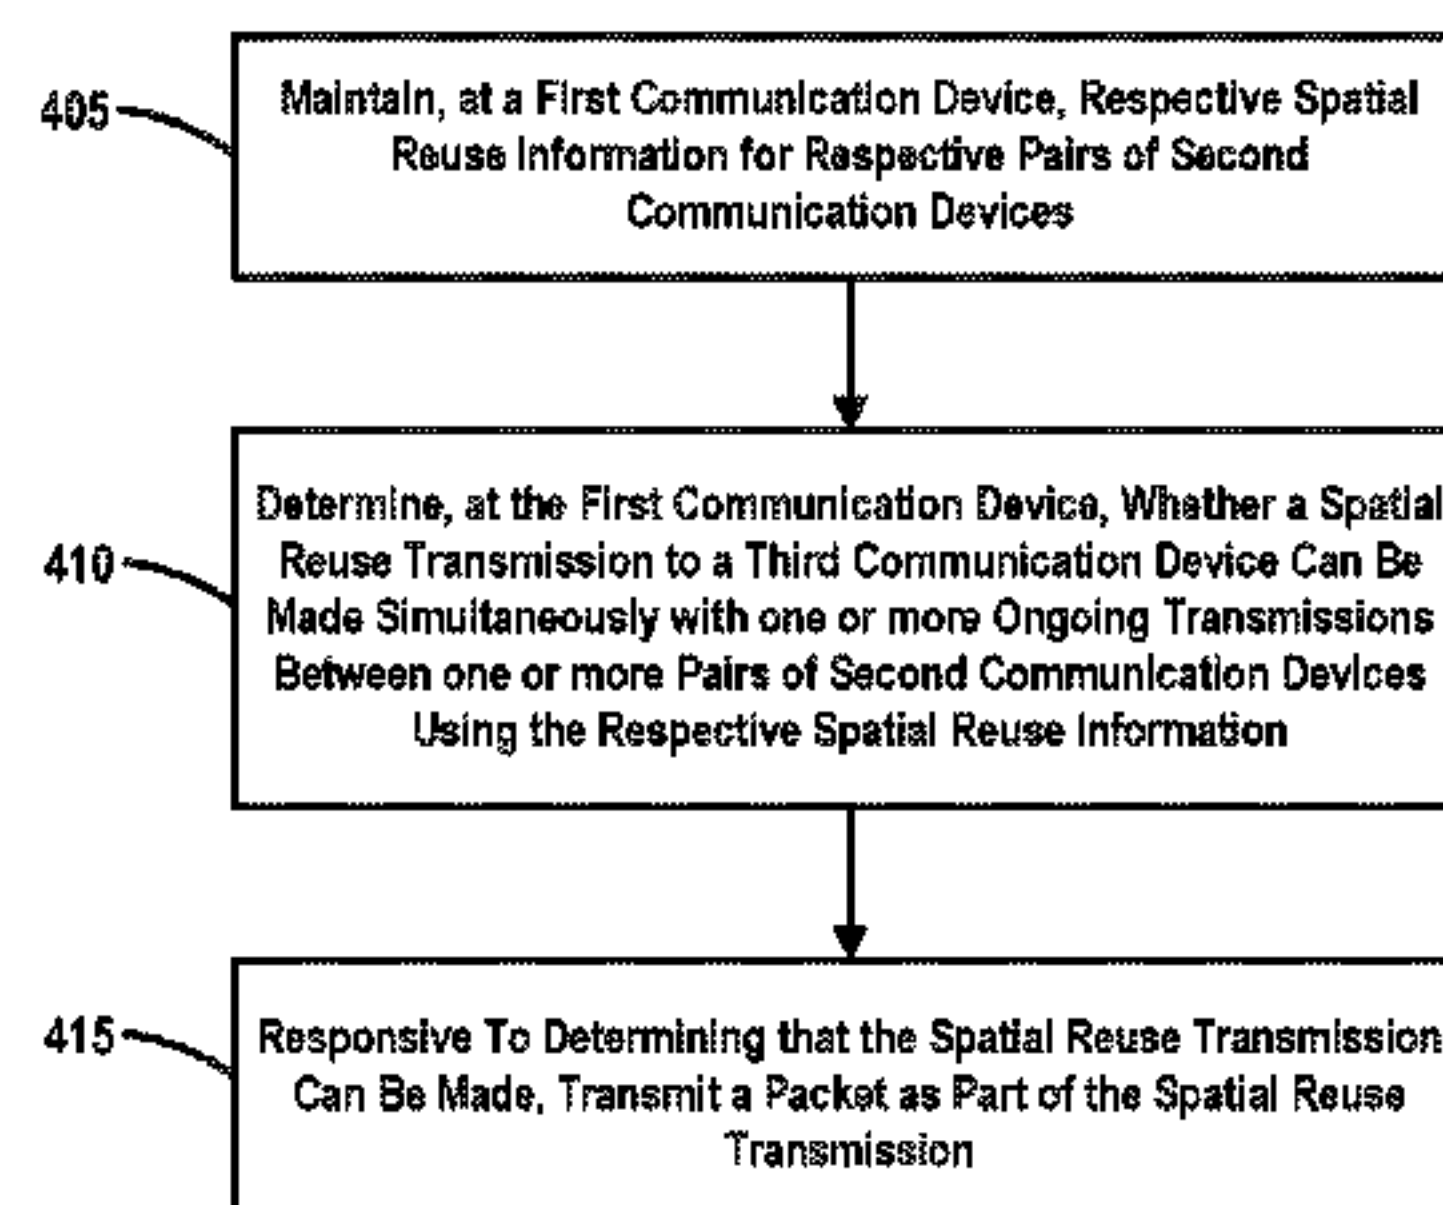 405
Maintain, at a First Communication Device, Respective Spatial
Reuse Information for Respective Pairs of Second
Communication Devices
410
Determine, at the First Communication Device, Whether a Spatial
Reuse Transmission to a Third Communication Device Can Be
Made Simultaneously with one or more Ongoing Transmissions
Between one or more Pairs of Second Communication Devices
Using the Respective Spatial Reuse Information
415
Responsive To Determining that the Spatial Reuse Transmission
Can Be Made, Transmit a Packet as Part of the Spatial Reuse
Transmission